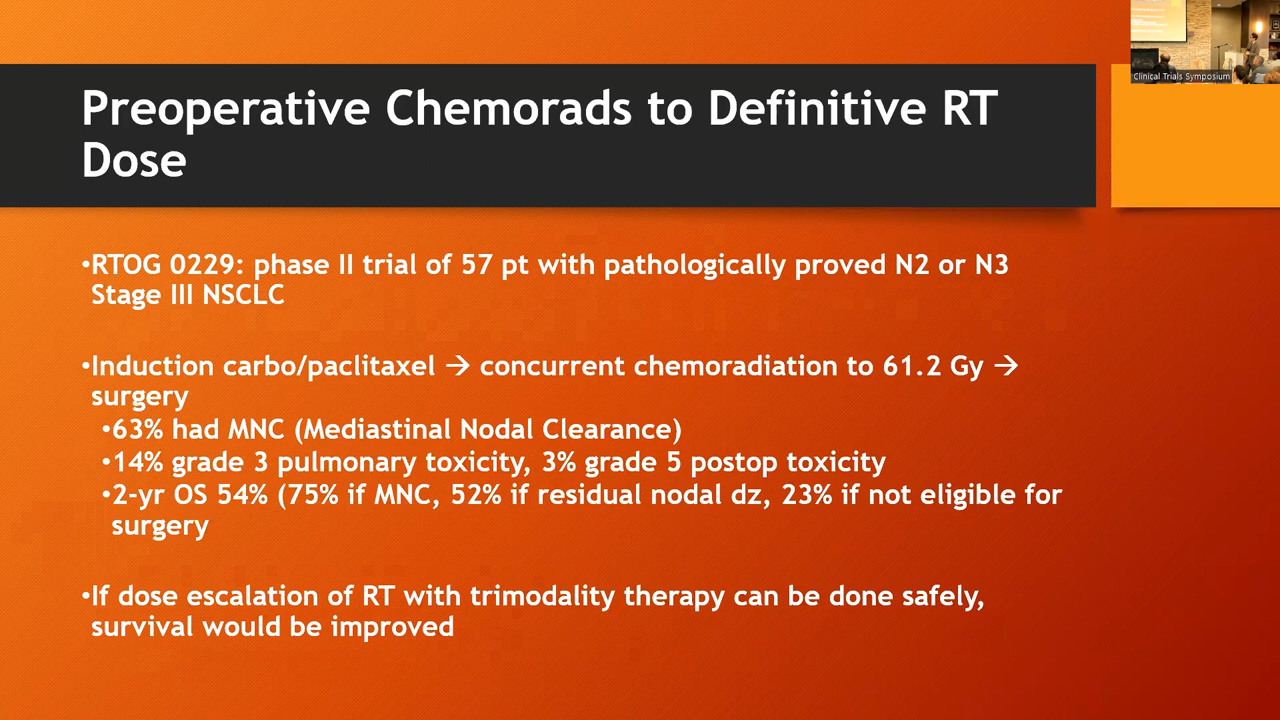 Clinical Trials Symposium
Preoperative Chemorads to Definitive RT
Dose
•RTOG 0229: phase II trial of 57 pt with pathologically proved N2 or N3
Stage III NSCLC
•Induction carbo/paclitaxel → concurrent chemoradiation to 61.2 Gy →
surgery
•63% had MNC (Mediastinal Nodal Clearance)
•14% grade 3 pulmonary toxicity, 3% grade 5 postop toxicity
•2-yr OS 54% (75% if MNC, 52% if residual nodal dz, 23% if not eligible for
surgery
•If dose escalation of RT with trimodality therapy can be done safely,
survival would be improved